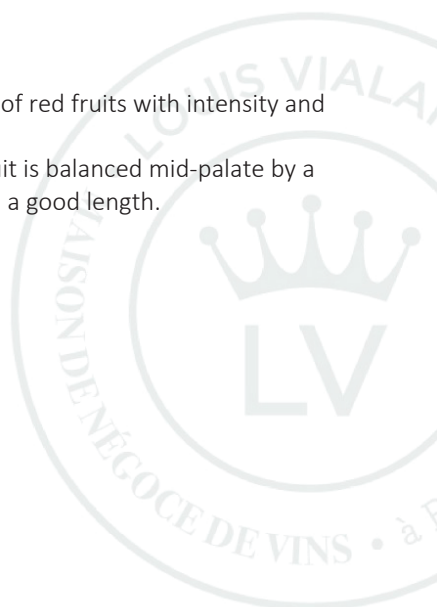 of red fruits with intensity and
uit is balanced mid-palate by a
a good length.
LOUIS VIALA
MAISON DE NÉGOCE DE VINS • à
LV